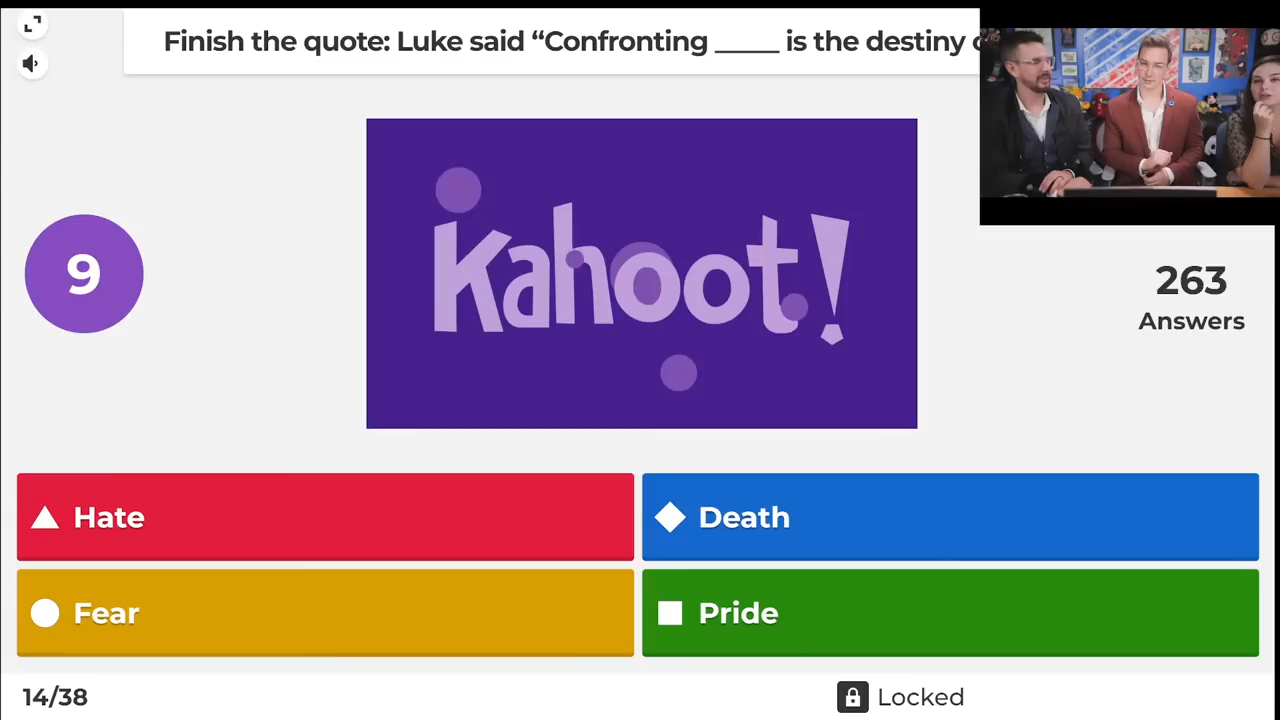 Finish the quote: Luke said “Confronting _____ is the destiny
Kahoot!
9
263
Answers
Hate
Death
Fear
Pride
14/38
Locked